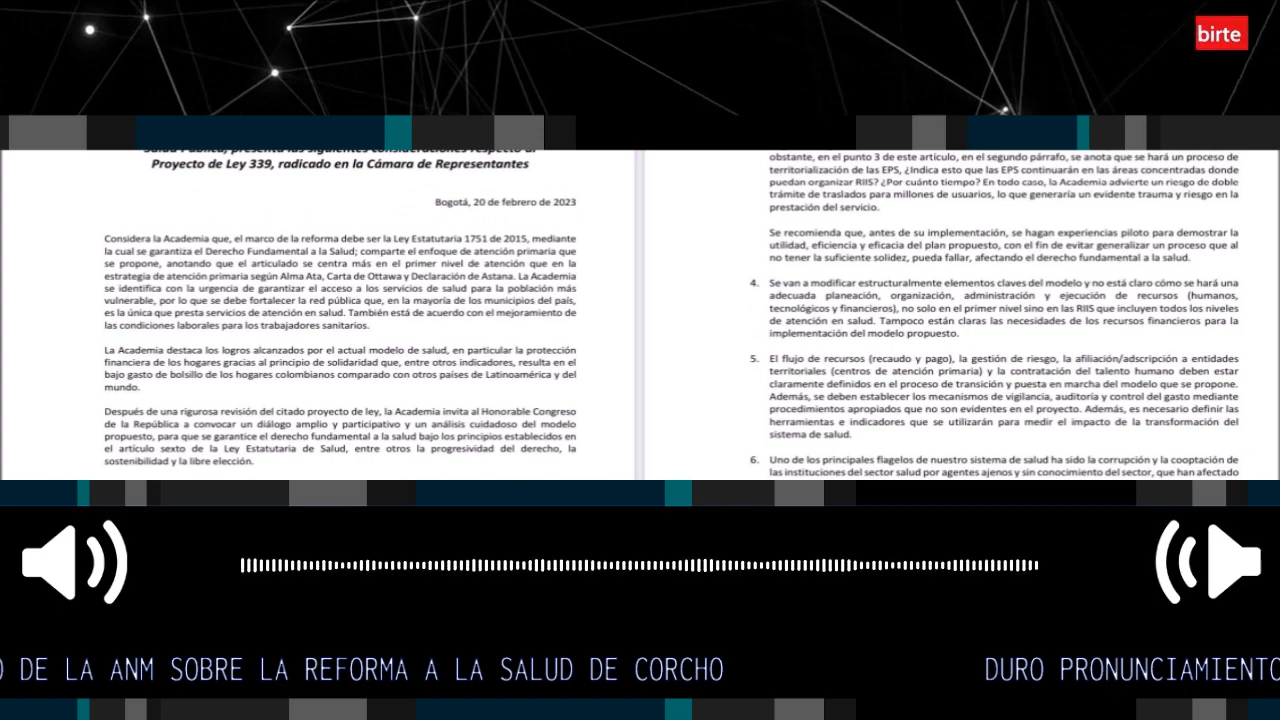 birte
Salud Pública, presenta las siguientes consideraciones respecto al
Proyecto de Ley 339, radicado en la Cámara de Representantes
Bogotá, 20 de febrero de 2023
Considera la Academia que, el marco de la reforma debe ser la Ley Estatutaria 1751 de 2015, mediante
la cual se garantiza el Derecho Fundamental a la Salud; comparte el enfoque de atención primaria que
se propone, anotando que el articulado se centra más en el primer nivel de atención que en la
estrategia de atención primaria según Alma Ata, Carta de Ottawa y Declaración de Astana. La Academia
se identifica con la urgencia de garantizar el acceso a los servicios de salud para la población más
vulnerable, por lo que se debe fortalecer la red pública que, en la mayoría de los municipios del país,
es la única que presta servicios de atención en salud. También está de acuerdo con el mejoramiento de
las condiciones laborales para los trabajadores sanitarios.
La Academia destaca los logros alcanzados por el actual modelo de salud, en particular la protección
financiera de los hogares gracias al principio de solidaridad que, entre otros indicadores, resulta en el
bajo gasto de bolsillo de los hogares colombianos comparado con otros países de Latinoamérica y del
mundo.
Después de una rigurosa revisión del citado proyecto de ley, la Academia invita al Honorable Congreso
de la República a convocar un diálogo amplio y participativo y un análisis cuidadoso del modelo
propuesto, para que se garantice el derecho fundamental a la salud bajo los principios establecidos en
el artículo sexto de la Ley Estatutaria de Salud, entre otros la progresividad del derecho, la
sostenibilidad y la libre elección.
obstante, en el punto 3 de este artículo, en el segundo párrafo, se anota que se hará un proceso de
territorialización de las EPS, ¿Indica esto que las EPS continuarán en las áreas concentradas donde
puedan organizar RIIS? ¿Por cuánto tiempo? En todo caso, la Academia advierte un riesgo de doble
trámite de traslados para millones de usuarios, lo que generaría un evidente trauma y riesgo en la
prestación del servicio.
Se recomienda que, antes de su implementación, se hagan experiencias piloto para demostrar la
utilidad, eficiencia y eficacia del plan propuesto, con el fin de evitar generalizar un proceso que al
no tener la suficiente solidez, pueda fallar, afectando el derecho fundamental a la salud.
4. Se van a modificar estructuralmente elementos claves del modelo y no está claro cómo se hará una
adecuada planeación, organización, administración y ejecución de recursos (humanos,
tecnológicos y financieros), no solo en el primer nivel sino en las RIIS que incluyen todos los niveles
de atención en salud. Tampoco están claras las necesidades de los recursos financieros para la
implementación del modelo propuesto.
5. El flujo de recursos (recaudo y pago), la gestión de riesgo, la afiliación/adscripción a entidades
territoriales (centros de atención primaria) y la contratación del talento humano deben estar
claramente definidos en el proceso de transición y puesta en marcha del modelo que se propone.
Además, se deben establecer los mecanismos de vigilancia, auditoría y control del gasto mediante
procedimientos apropiados que no son evidentes en el proyecto. Además, es necesario definir las
herramientas e indicadores que se utilizarán para medir el impacto de la transformación del
sistema de salud.
6. Uno de los principales flagelos de nuestro sistema de salud ha sido la corrupción y la cooptación de
las instituciones del sector salud por agentes ajenos y sin conocimiento del sector, que han afectado
O DE LA ANM SOBRE LA REFORMA A LA SALUD DE CORCHO DURO PRONUNCIAMIENTO